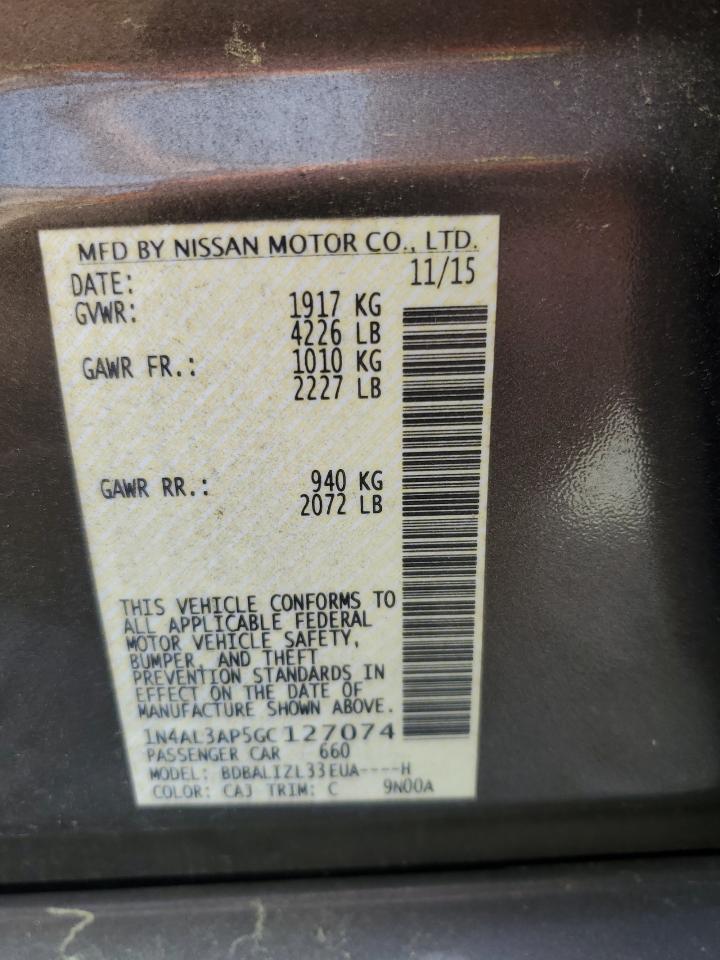 MFD BY NISSAN MOTOR CO., LTD.
DATE: 11/15
GVWR: 1917 KG
4226 LB
GAWR FR.: 1010 KG
2227 LB
GAWR RR.: 940 KG
2072 LB
THIS VEHICLE CONFORMS TO
ALL APPLICABLE FEDERAL
MOTOR VEHICLE SAFETY,
BUMPER, AND THEFT
PREVENTION STANDARDS IN
EFFECT ON THE DATE OF
MANUFACTURE SHOWN ABOVE.
1N4AL3AP5GC127074
PASSENGER CAR 660
MODEL: BDBALIZL33EUA----H
COLOR: CAJ TRIM: C 9N00A